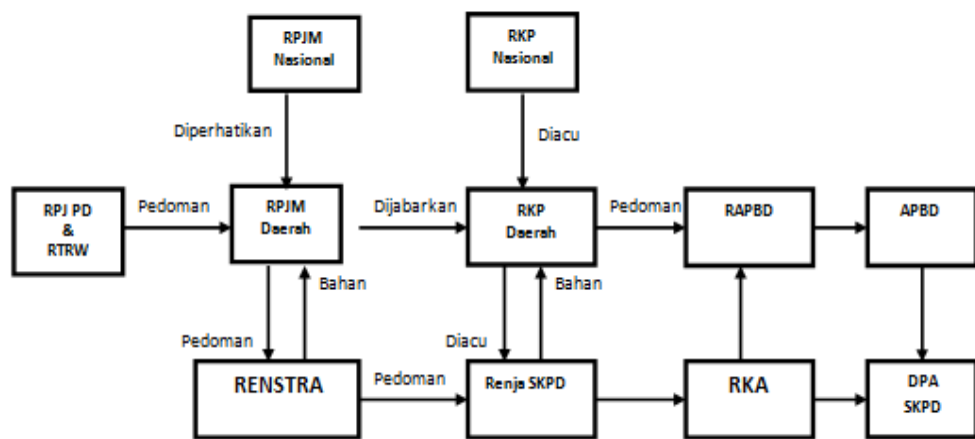 RPJM
Nasional
RKP
Nasional
Diperhatikan
Diacu
RPJ PD
&
RTRW
Pedoman
RPJM
Daerah
Dijabarkan
RKP
Daerah
Pedoman
RAPBD
APBD
Bahan
Bahan
Pedoman
Diacu
RENSTRA
Pedoman
Renja SKPD
RKA
DPA
SKPD